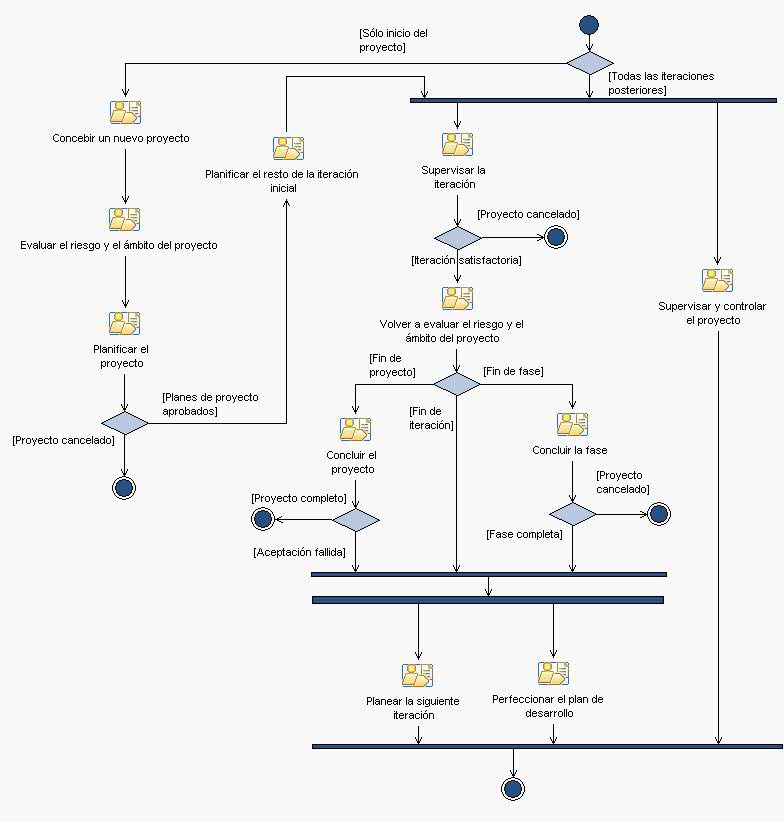 [Sólo inicio del
proyecto]
[Todas las iteraciones
posteriores]
Concebir un nuevo proyecto
Planificar el resto de la iteración
inicial
Supervisar la
iteración
[Proyecto cancelado]
Evaluar el riesgo y el ámbito del proyecto
[Iteración satisfactoria]
Supervisar y controlar
el proyecto
Volver a evaluar el riesgo y el
ámbito del proyecto
Planificar el
proyecto
[Fin de
proyecto]
[Fin de fase]
[Planes de proyecto
aprobados]
[Fin de
iteración]
[Proyecto cancelado]
Concluir el
proyecto
Concluir la fase
[Proyecto
cancelado]
[Proyecto completo]
[Fase completa]
[Aceptación fallida]
Planear la siguiente
iteración
Perfeccionar el plan de
desarrollo